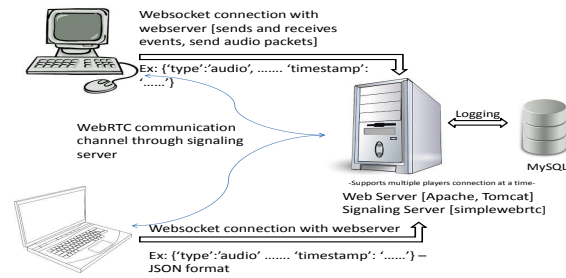 Websocket connection with
webserver [sends and receives
events, send audio packets]
Ex: {‘type’:‘audio’, ....... ‘timestamp’:
‘......’}
WebRTC communication
channel through signaling
server
Logging
MySQL
-Supports multiple players connection at a time-
Web Server [Apache, Tomcat]
Signaling Server [simplewebrtc]
Websocket connection with webserver
Ex: {‘type’:‘audio’ ....... ‘timestamp’: ‘......’} –
JSON format